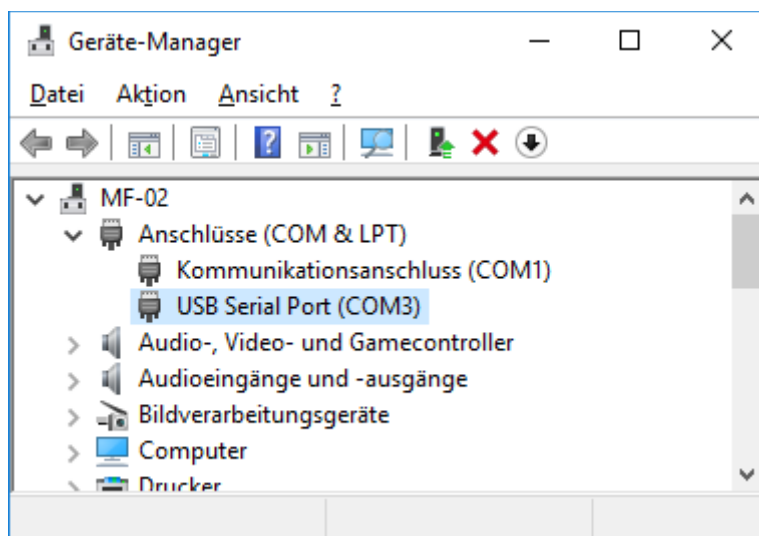 Geräte-Manager
Datei Aktion Ansicht ?
MF-02
Anschlüsse (COM & LPT)
Kommunikationsanschluss (COM1)
USB Serial Port (COM3)
Audio-, Video- und Gamecontroller
Audioeingänge und -ausgänge
Bildverarbeitungsgeräte
Computer
Drucker